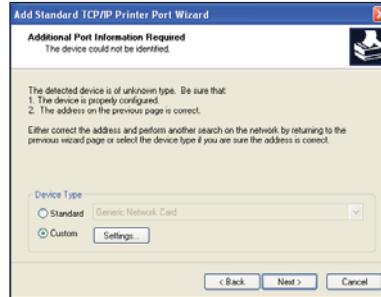 Add Standard TCP/IP Printer Port Wizard
Additional Port Information Required
The device could not be identified.
The detected device is of unknown type. Be sure that:
1. The device is properly configured.
2. The address on the previous page is correct.
Either correct the address and perform another search on the network by returning to the
previous wizard page or select the device type if you are sure the address is correct.
Device Type
Standard Generic Network Card
Custom Settings...
< Back Next > Cancel